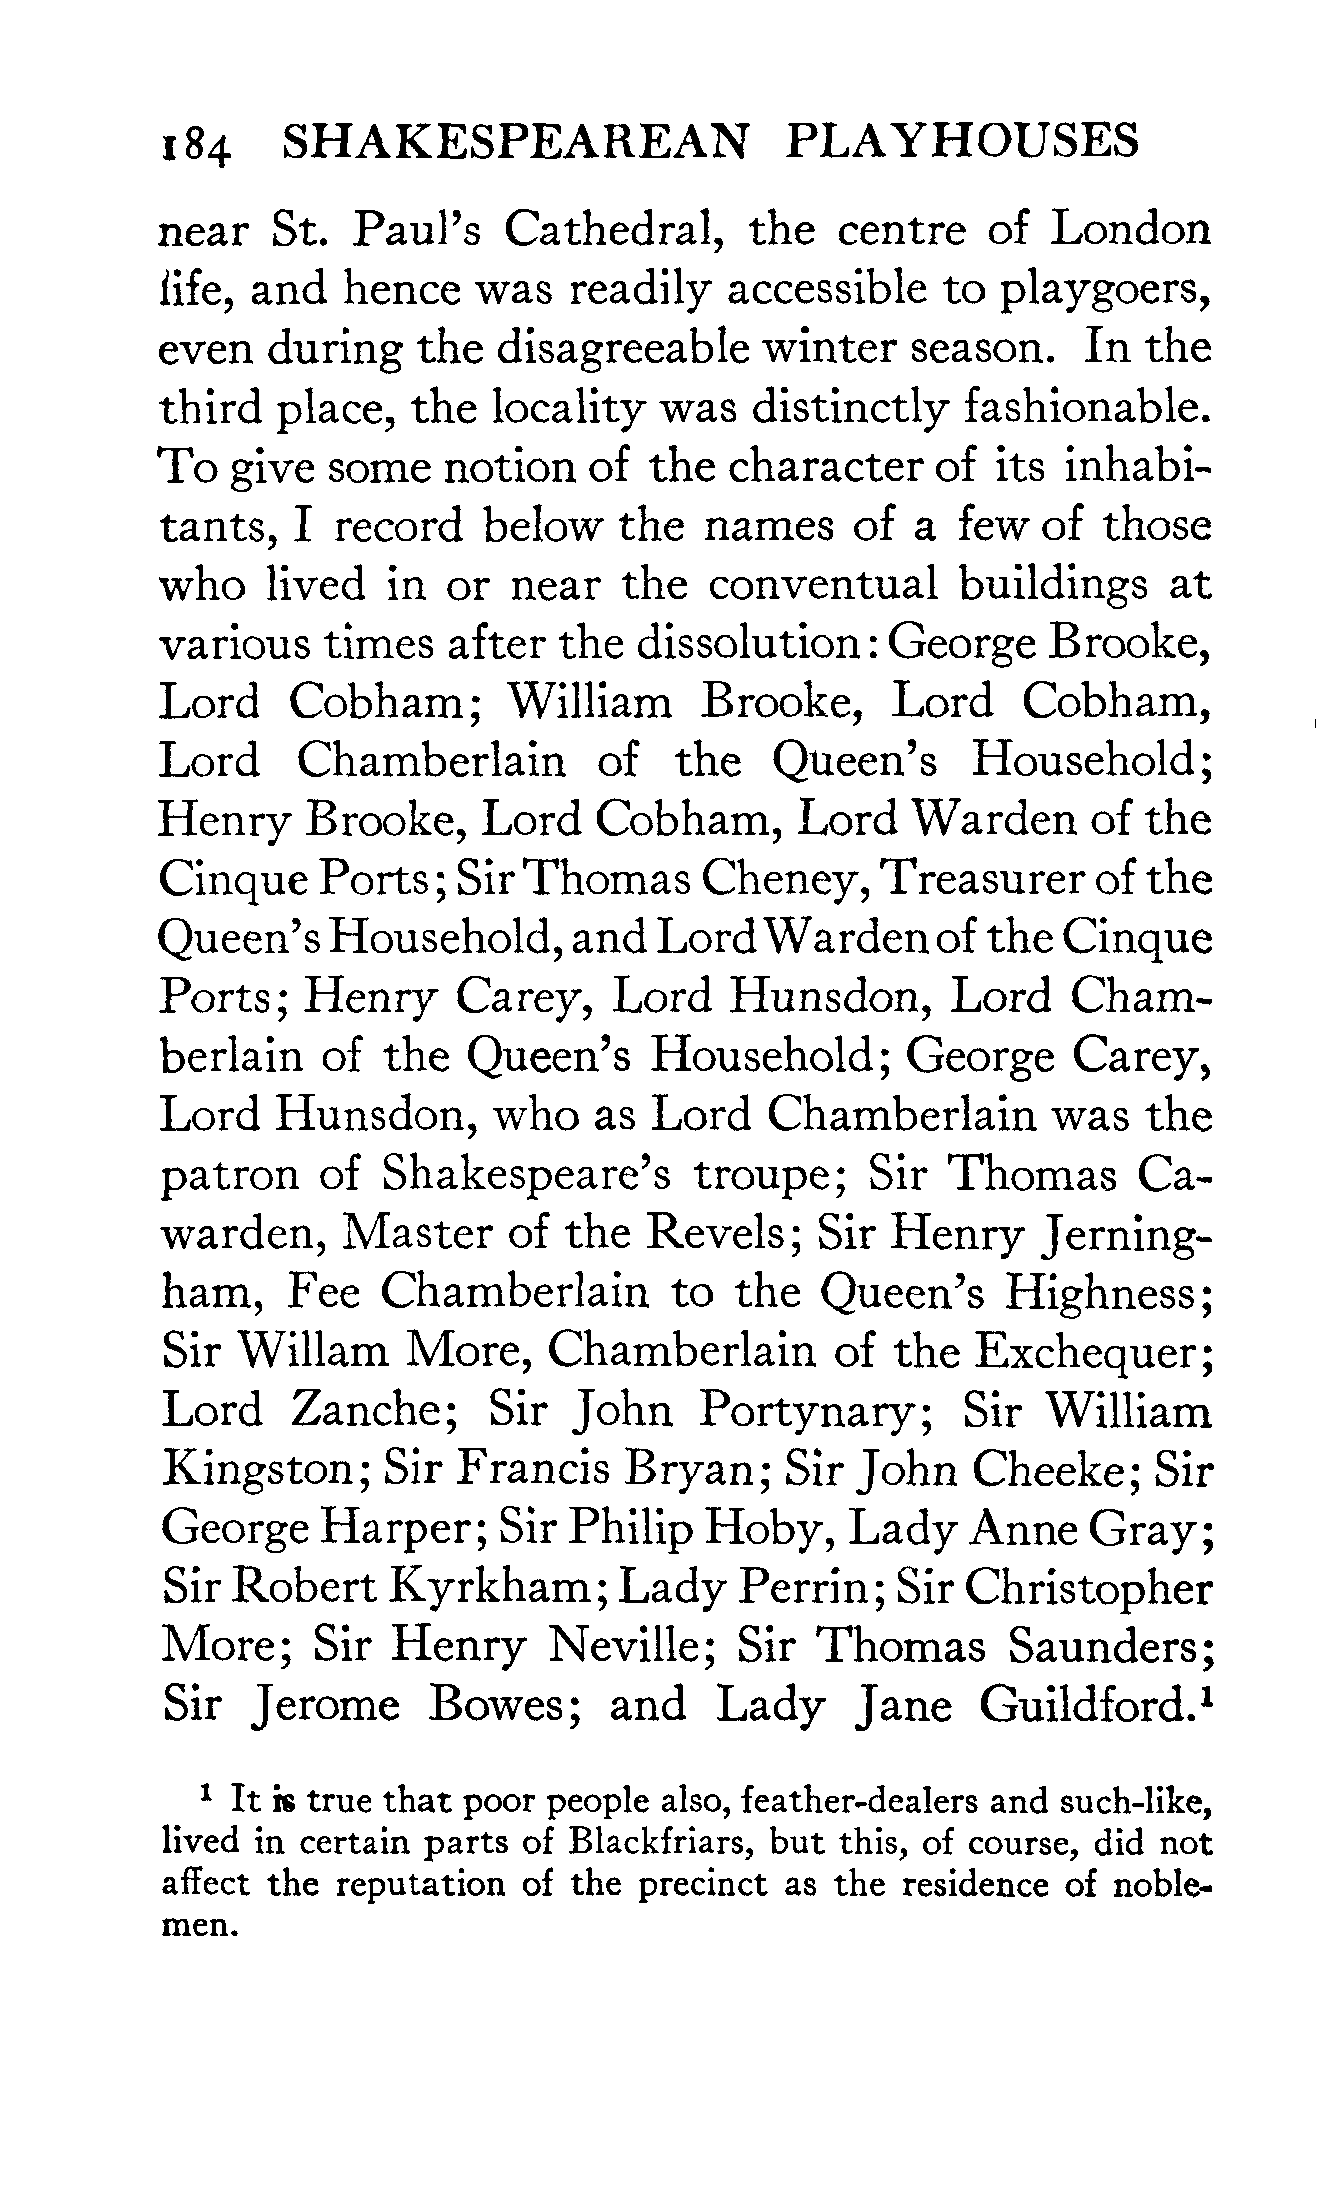 184 SHAKESPEAREAN PLAYHOUSES
near St. Paul's Cathedral, the centre of London
life, and hence was readily accessible to playgoers,
even during the disagreeable winter season. In the
third place, the locality was distinctly fashionable.
To give some notion of the character of its inhabi-
tants, I record below the names of a few of those
who lived in or near the conventual buildings at
various times after the dissolution: George Brooke,
Lord Cobham; William Brooke, Lord Cobham,
Lord Chamberlain of the Queen's Household;
Henry Brooke, Lord Cobham, Lord Warden of the
Cinque Ports; Sir Thomas Cheney, Treasurer of the
Queen's Household, and Lord Warden of the Cinque
Ports; Henry Carey, Lord Hunsdon, Lord Cham-
berlain of the Queen's Household; George Carey,
Lord Hunsdon, who as Lord Chamberlain was the
patron of Shakespeare's troupe; Sir Thomas Ca-
warden, Master of the Revels; Sir Henry Jerning-
ham, Fee Chamberlain to the Queen's Highness;
Sir Willam More, Chamberlain of the Exchequer;
Lord Zanche; Sir John Portynary; Sir William
Kingston; Sir Francis Bryan; Sir John Cheeke; Sir
George Harper; Sir Philip Hoby, Lady Anne Gray;
Sir Robert Kyrkham; Lady Perrin; Sir Christopher
More; Sir Henry Neville; Sir Thomas Saunders;
Sir Jerome Bowes; and Lady Jane Guildford.¹
¹ It is true that poor people also, feather-dealers and such-like,
lived in certain parts of Blackfriars, but this, of course, did not
affect the reputation of the precinct as the residence of noble-
men.